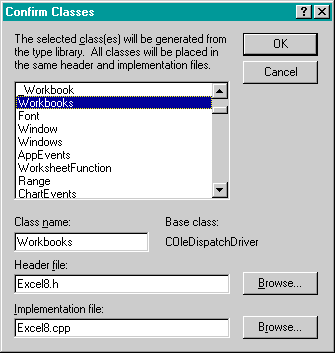 Confirm Classes
The selected class(es) will be generated from
the type library. All classes will be placed in
the same header and implementation files.
OK
Cancel
_Workbook
Workbooks
Font
Window
Windows
AppEvents
WorksheetFunction
Range
ChartEvents
Class name:
Base class:
Workbooks
COleDispatchDriver
Header file:
Excel8.h
Browse...
Implementation file:
Excel8.cpp
Browse...